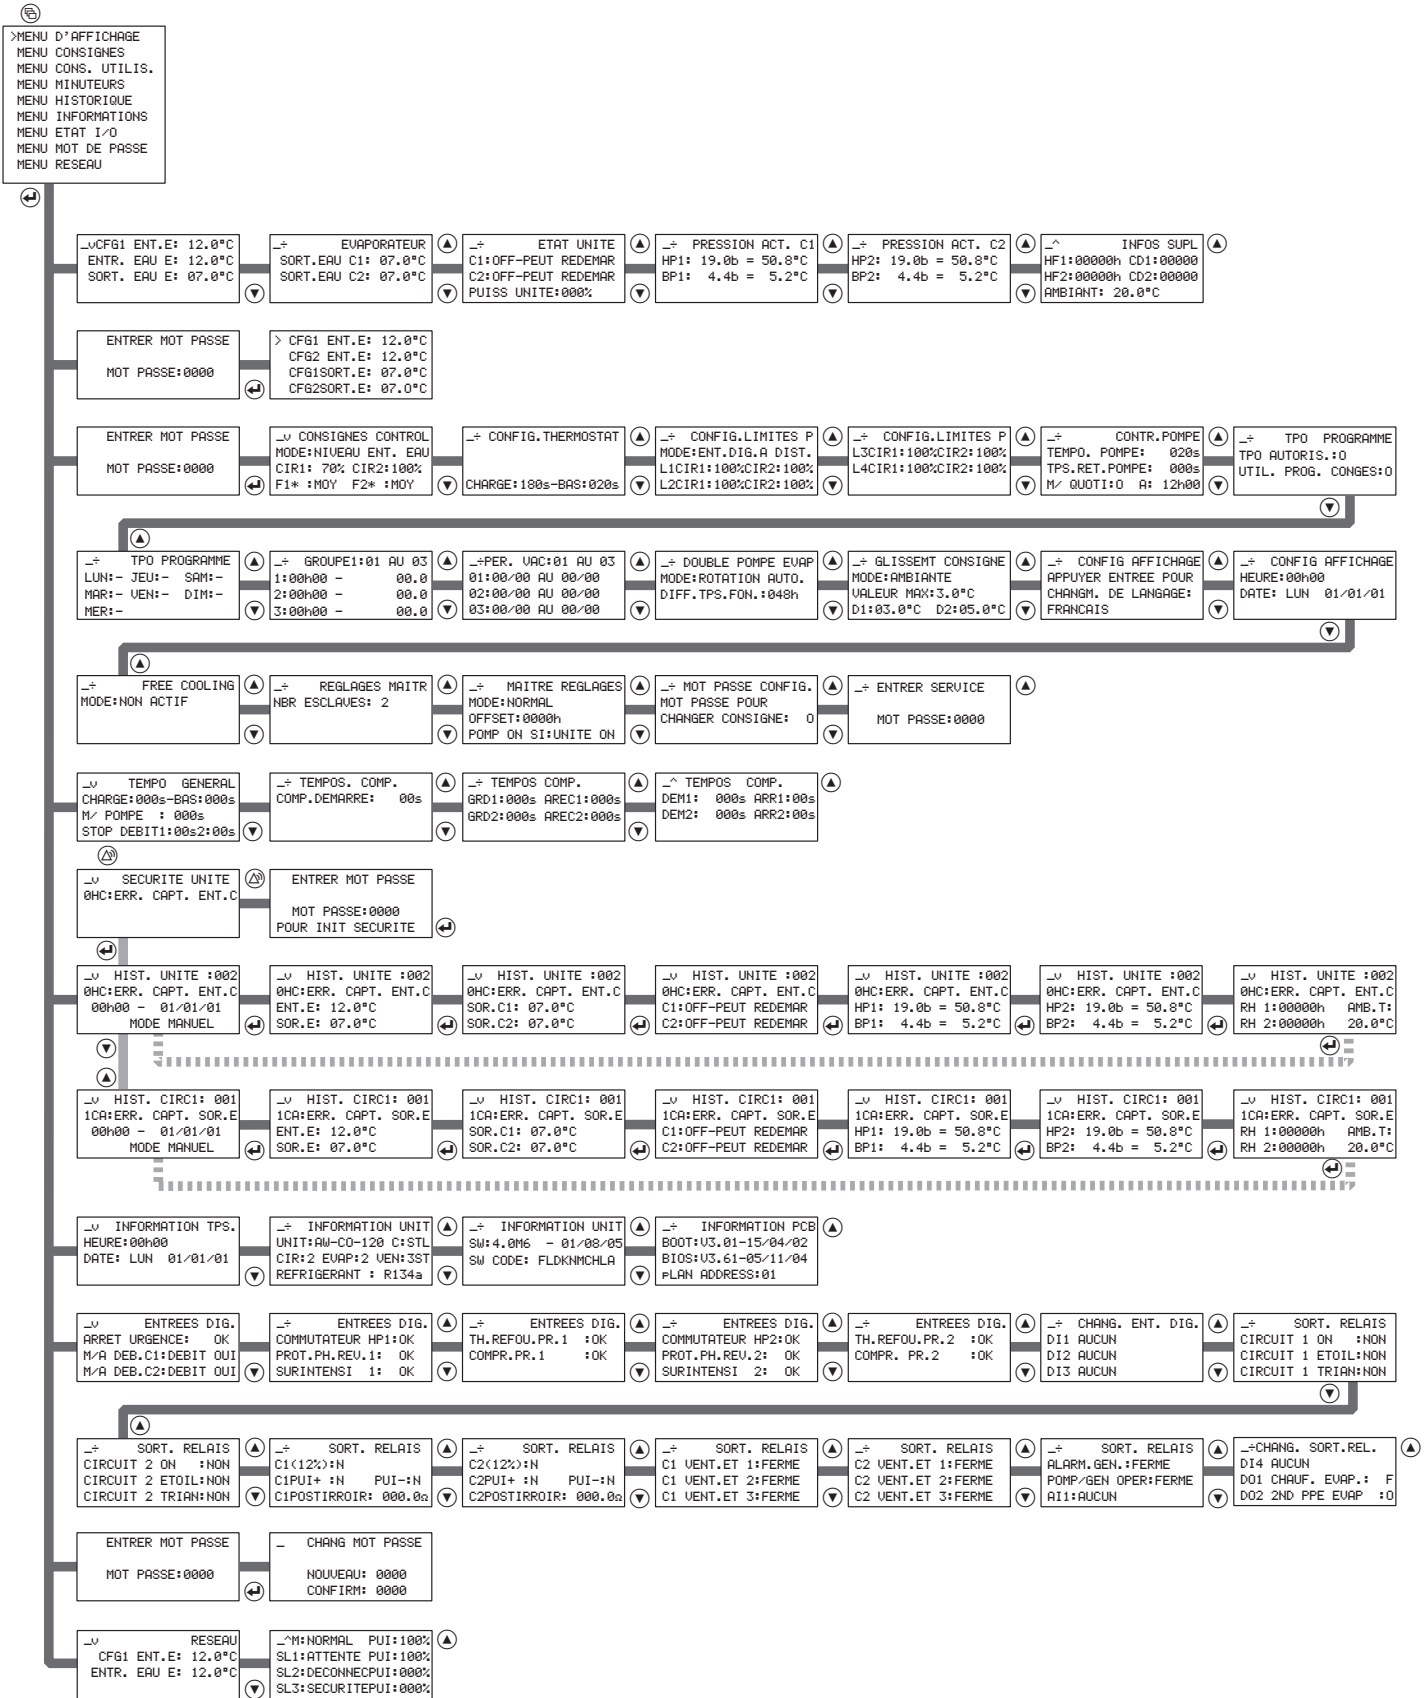 >MENU D'AFFICHAGE
MENU CONSIGNES
MENU CONS. UTILIS.
MENU MINUTEURS
MENU HISTORIQUE
MENU INFORMATIONS
MENU ETAT I/O
MENU MOT DE PASSE
MENU RESEAU
_vCFG1 ENT.E: 12.0°C
ENTR. EAU E: 12.0°C
SORT. EAU E: 07.0°C
_÷ EVAPORATEUR
SORT.EAU C1: 07.0°C
SORT.EAU C2: 07.0°C
_÷ ETAT UNITE
C1:OFF-PEUT REDEMAR
C2:OFF-PEUT REDEMAR
PUISS UNITE:000%
_÷ PRESSION ACT. C1
HP1: 19.0b = 50.8°C
BP1: 4.4b = 5.2°C
_÷ PRESSION ACT. C2
HP2: 19.0b = 50.8°C
BP2: 4.4b = 5.2°C
_^ INFOS SUPL
HF1:00000h CD1:00000
HF2:00000h CD2:00000
AMBIANT: 20.0°C
ENTRER MOT PASSE
MOT PASSE:0000
> CFG1 ENT.E: 12.0°C
CFG2 ENT.E: 12.0°C
CFG1SORT.E: 07.0°C
CFG2SORT.E: 07.0°C
ENTRER MOT PASSE
MOT PASSE:0000
_v CONSIGNES CONTROL
MODE:NIVEAU ENT. EAU
CIR1: 70% CIR2:100%
F1* :MOY F2* :MOY
_÷ CONFIG.THERMOSTAT
CHARGE:180s-BAS:020s
_÷ CONFIG.LIMITES P
MODE:ENT.DIG.A DIST.
L1CIR1:100%CIR2:100%
L2CIR1:100%CIR2:100%
_÷ CONFIG.LIMITES P
L3CIR1:100%CIR2:100%
L4CIR1:100%CIR2:100%
_÷ CONTR.POMPE
TEMPO. POMPE: 020s
TPS.RET.POMPE: 000s
M/ QUOTI:O A: 12h00
_÷ TPO PROGRAMME
TPO AUTORIS.:O
UTIL. PROG. CONGES:O
_÷ TPO PROGRAMME
LUN:- JEU:- SAM:-
MAR:- VEN:- DIM:-
MER:-
_÷ GROUPE1:01 AU 03
1:00h00 - 00.0
2:00h00 - 00.0
3:00h00 - 00.0
_÷PER. VAC:01 AU 03
01:00/00 AU 00/00
02:00/00 AU 00/00
03:00/00 AU 00/00
_÷ DOUBLE POMPE EVAP
MODE:ROTATION AUTO.
DIFF.TPS.FON.:048h
_÷ GLISSEMT CONSIGNE
MODE:AMBIANTE
VALEUR MAX:3.0°C
D1:03.0°C D2:05.0°C
_÷ CONFIG AFFICHAGE
APPUYER ENTREE POUR
CHANGM. DE LANGAGE:
FRANCAIS
_÷ CONFIG AFFICHAGE
HEURE:00h00
DATE: LUN 01/01/01
_÷ FREE COOLING
MODE:NON ACTIF
_÷ REGLAGES MAITR
NBR ESCLAVES: 2
_÷ MAITRE REGLAGES
MODE:NORMAL
OFFSET:0000h
POMP ON SI:UNITE ON
_÷ MOT PASSE CONFIG.
MOT PASSE POUR
CHANGER CONSIGNE: O
_÷ ENTRER SERVICE
MOT PASSE:0000
_v TEMPO GENERAL
CHARGE:000s-BAS:000s
M/ POMPE : 000s
STOP DEBIT1:00s2:00s
_÷ TEMPOS. COMP.
COMP.DEMARRE: 00s
_÷ TEMPOS COMP.
GRD1:000s AREC1:000s
GRD2:000s AREC2:000s
_^ TEMPOS COMP.
DEM1: 000s ARR1:00s
DEM2: 000s ARR2:00s
_v SECURITE UNITE
0HC:ERR. CAPT. ENT.C
ENTRER MOT PASSE
MOT PASSE:0000
POUR INIT SECURITE
_v HIST. UNITE :002
0HC:ERR. CAPT. ENT.C
00h00 - 01/01/01
MODE MANUEL
_v HIST. UNITE :002
0HC:ERR. CAPT. ENT.C
ENT.E: 12.0°C
SOR.E: 07.0°C
_v HIST. UNITE :002
0HC:ERR. CAPT. ENT.C
SOR.C1: 07.0°C
SOR.C2: 07.0°C
_v HIST. UNITE :002
0HC:ERR. CAPT. ENT.C
C1:OFF-PEUT REDEMAR
C2:OFF-PEUT REDEMAR
_v HIST. UNITE :002
0HC:ERR. CAPT. ENT.C
HP1: 19.0b = 50.8°C
BP1: 4.4b = 5.2°C
_v HIST. UNITE :002
0HC:ERR. CAPT. ENT.C
HP2: 19.0b = 50.8°C
BP2: 4.4b = 5.2°C
_v HIST. UNITE :002
0HC:ERR. CAPT. ENT.C
RH 1:00000h AMB.T:
RH 2:00000h 20.0°C
_v HIST. CIRC1: 001
1CA:ERR. CAPT. SOR.E
00h00 - 01/01/01
MODE MANUEL
_v HIST. CIRC1: 001
1CA:ERR. CAPT. SOR.E
ENT.E: 12.0°C
SOR.E: 07.0°C
_v HIST. CIRC1: 001
1CA:ERR. CAPT. SOR.E
SOR.C1: 07.0°C
SOR.C2: 07.0°C
_v HIST. CIRC1: 001
1CA:ERR. CAPT. SOR.E
C1:OFF-PEUT REDEMAR
C2:OFF-PEUT REDEMAR
_v HIST. CIRC1: 001
1CA:ERR. CAPT. SOR.E
HP1: 19.0b = 50.8°C
BP1: 4.4b = 5.2°C
_v HIST. CIRC1: 001
1CA:ERR. CAPT. SOR.E
HP2: 19.0b = 50.8°C
BP2: 4.4b = 5.2°C
_v HIST. CIRC1: 001
1CA:ERR. CAPT. SOR.E
RH 1:00000h AMB.T:
RH 2:00000h 20.0°C
_v INFORMATION TPS.
HEURE:00h00
DATE: LUN 01/01/01
_÷ INFORMATION UNIT
UNIT:AW-CO-120 C:STL
CIR:2 EVAP:2 VEN:3ST
REFRIGERANT : R134a
_÷ INFORMATION UNIT
SW:4.0M6 - 01/08/05
SW CODE: FLDKNMCHLA
_÷ INFORMATION PCB
BOOT:V3.01-15/04/02
BIOS:V3.61-05/11/04
pLAN ADDRESS:01
_v ENTREES DIG.
ARRET URGENCE: OK
M/A DEB.C1:DEBIT OUI
M/A DEB.C2:DEBIT OUI
_÷ ENTREES DIG.
COMMUTATEUR HP1:OK
PROT.PH.REV.1: OK
SURINTENSI 1: OK
_÷ ENTREES DIG.
TH.REFOU.PR.1 :OK
COMPR.PR.1 :OK
_÷ ENTREES DIG.
COMMUTATEUR HP2:OK
PROT.PH.REV.2: OK
SURINTENSI 2: OK
_÷ ENTREES DIG.
TH.REFOU.PR.2 :OK
COMPR. PR.2 :OK
_÷ CHANG. ENT. DIG.
DI1 AUCUN
DI2 AUCUN
DI3 AUCUN
_÷ SORT. RELAIS
CIRCUIT 1 ON :NON
CIRCUIT 1 ETOIL:NON
CIRCUIT 1 TRIAN:NON
_÷ SORT. RELAIS
CIRCUIT 2 ON :NON
CIRCUIT 2 ETOIL:NON
CIRCUIT 2 TRIAN:NON
_÷ SORT. RELAIS
C1(12%):N
C1PUI+ :N PUI-:N
C1POSTIRROIR: 000.0Ω
_÷ SORT. RELAIS
C2(12%):N
C2PUI+ :N PUI-:N
C2POSTIRROIR: 000.0Ω
_÷ SORT. RELAIS
C1 VENT.ET 1:FERME
C1 VENT.ET 2:FERME
C1 VENT.ET 3:FERME
_÷ SORT. RELAIS
C2 VENT.ET 1:FERME
C2 VENT.ET 2:FERME
C2 VENT.ET 3:FERME
_÷ SORT. RELAIS
ALARM.GEN.:FERME
POMP/GEN OPER:FERME
AI1:AUCUN
_÷CHANG. SORT.REL.
DI4 AUCUN
DO1 CHAUF. EVAP.: F
DO2 2ND PPE EVAP :O
ENTRER MOT PASSE
MOT PASSE:0000
_ CHANG MOT PASSE
NOUVEAU: 0000
CONFIRM: 0000
_v RESEAU
CFG1 ENT.E: 12.0°C
ENTR. EAU E: 12.0°C
_^M:NORMAL PUI:100%
SL1:ATTENTE PUI:100%
SL2:DECONNECPUI:000%
SL3:SECURITEPUI:000%